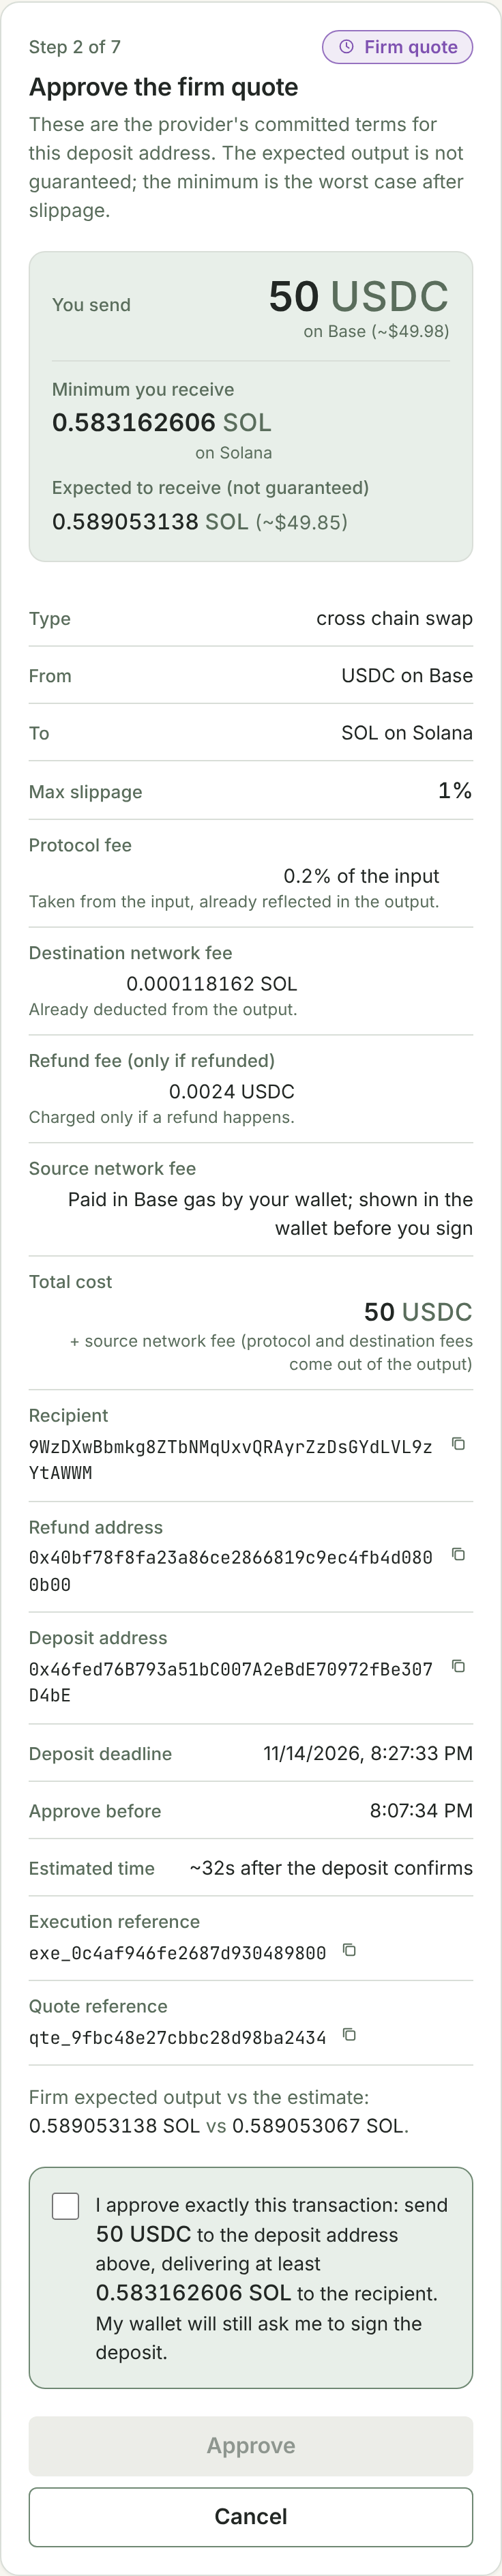 Step 2 of 7
Firm quote
Approve the firm quote
These are the provider's committed terms for
this deposit address. The expected output is not
guaranteed; the minimum is the worst case after
slippage.
You send
50 USDC
on Base (~$49.98)
Minimum you receive
0.583162606 SOL
on Solana
Expected to receive (not guaranteed)
0.589053138 SOL (~$49.85)
Type
cross chain swap
From
USDC on Base
To
SOL on Solana
Max slippage
1%
Protocol fee
0.2% of the input
Taken from the input, already reflected in the output.
Destination network fee
0.000118162 SOL
Already deducted from the output.
Refund fee (only if refunded)
0.0024 USDC
Charged only if a refund happens.
Source network fee
Paid in Base gas by your wallet; shown in the
wallet before you sign
Total cost
50 USDC
+ source network fee (protocol and destination fees
come out of the output)
Recipient
9WzDXwBbmkg8ZTbNMqUxvQRAyrZzDsGYdLVL9z
YtAWWM
Refund address
0x40bf78f8fa23a86ce2866819c9ec4fb4d080
0b00
Deposit address
0x46fed76B793a51bC007A2eBdE70972fBe307
D4bE
Deposit deadline
11/14/2026, 8:27:33 PM
Approve before
8:07:34 PM
Estimated time
~32s after the deposit confirms
Execution reference
exe_0c4af946fe2687d930489800
Quote reference
qte_9fbc48e27cbbc28d98ba2434
Firm expected output vs the estimate:
0.589053138 SOL vs 0.589053067 SOL.
I approve exactly this transaction: send
50 USDC to the deposit address
above, delivering at least
0.583162606 SOL to the recipient.
My wallet will still ask me to sign the
deposit.
Approve
Cancel